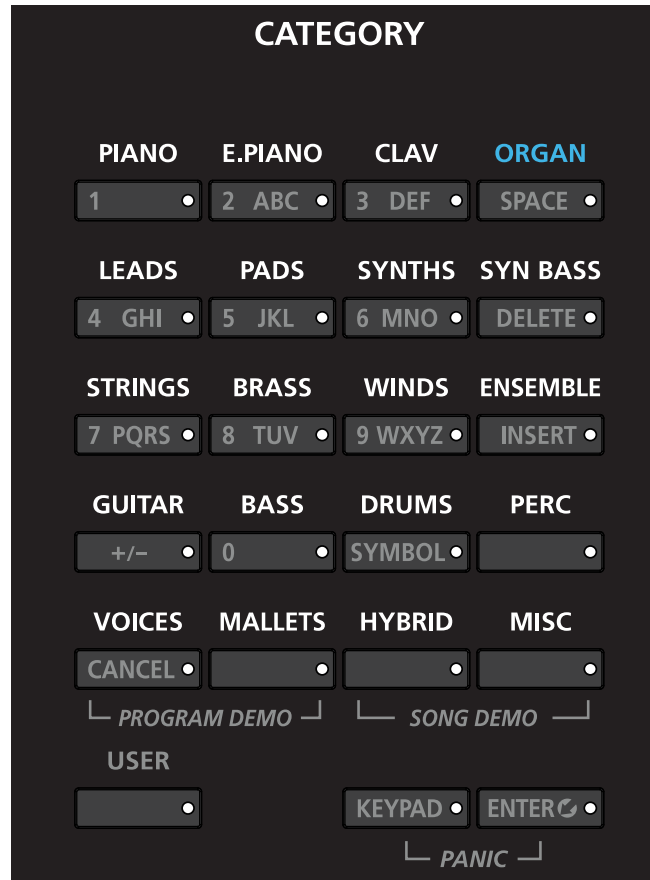 CATEGORY
PIANO E.PIANO CLAV ORGAN
1 2 ABC 3 DEF SPACE
LEADS PADS SYNTHS SYN BASS
4 GHI 5 JKL 6 MNO DELETE
STRINGS BRASS WINDS ENSEMBLE
7 PQRS 8 TUV 9 WXYZ INSERT
GUITAR BASS DRUMS PERC
+/– 0 SYMBOL
VOICES MALLETS HYBRID MISC
CANCEL
PROGRAM DEMO SONG DEMO
USER
KEYPAD ENTER
PANIC